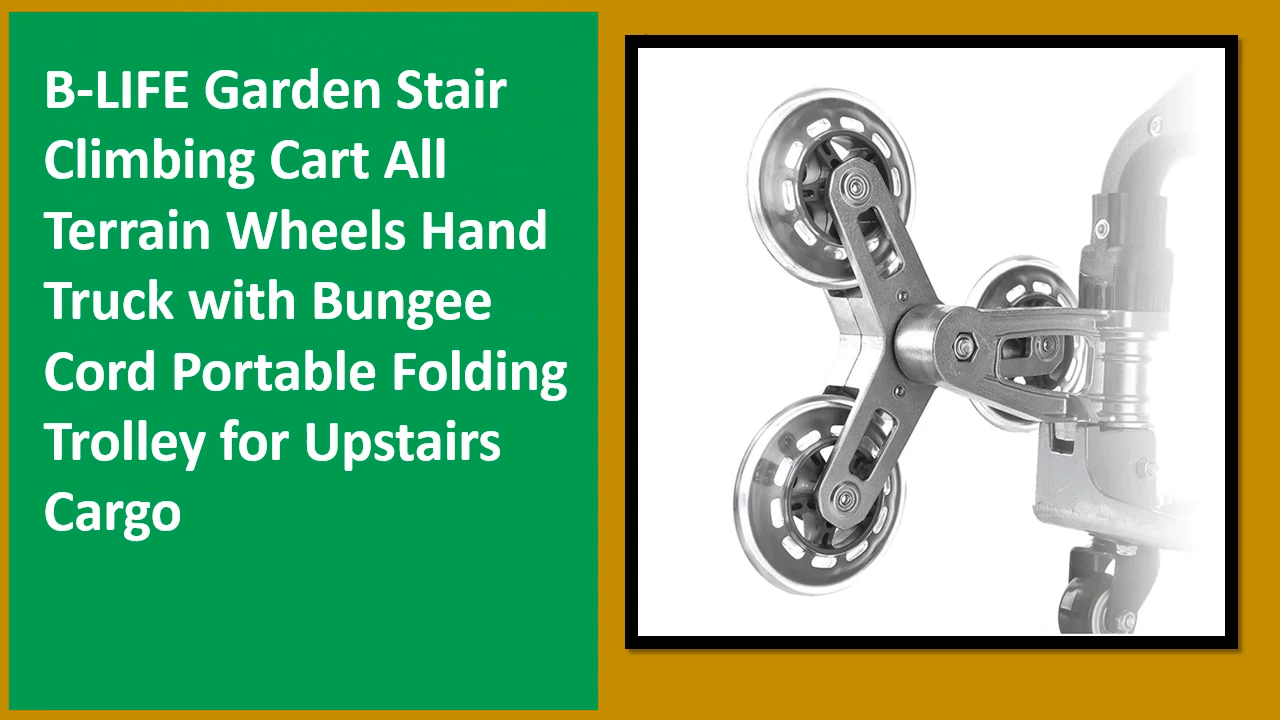 B-LIFE Garden Stair
Climbing Cart All
Terrain Wheels Hand
Truck with Bungee
Cord Portable Folding
Trolley for Upstairs
Cargo